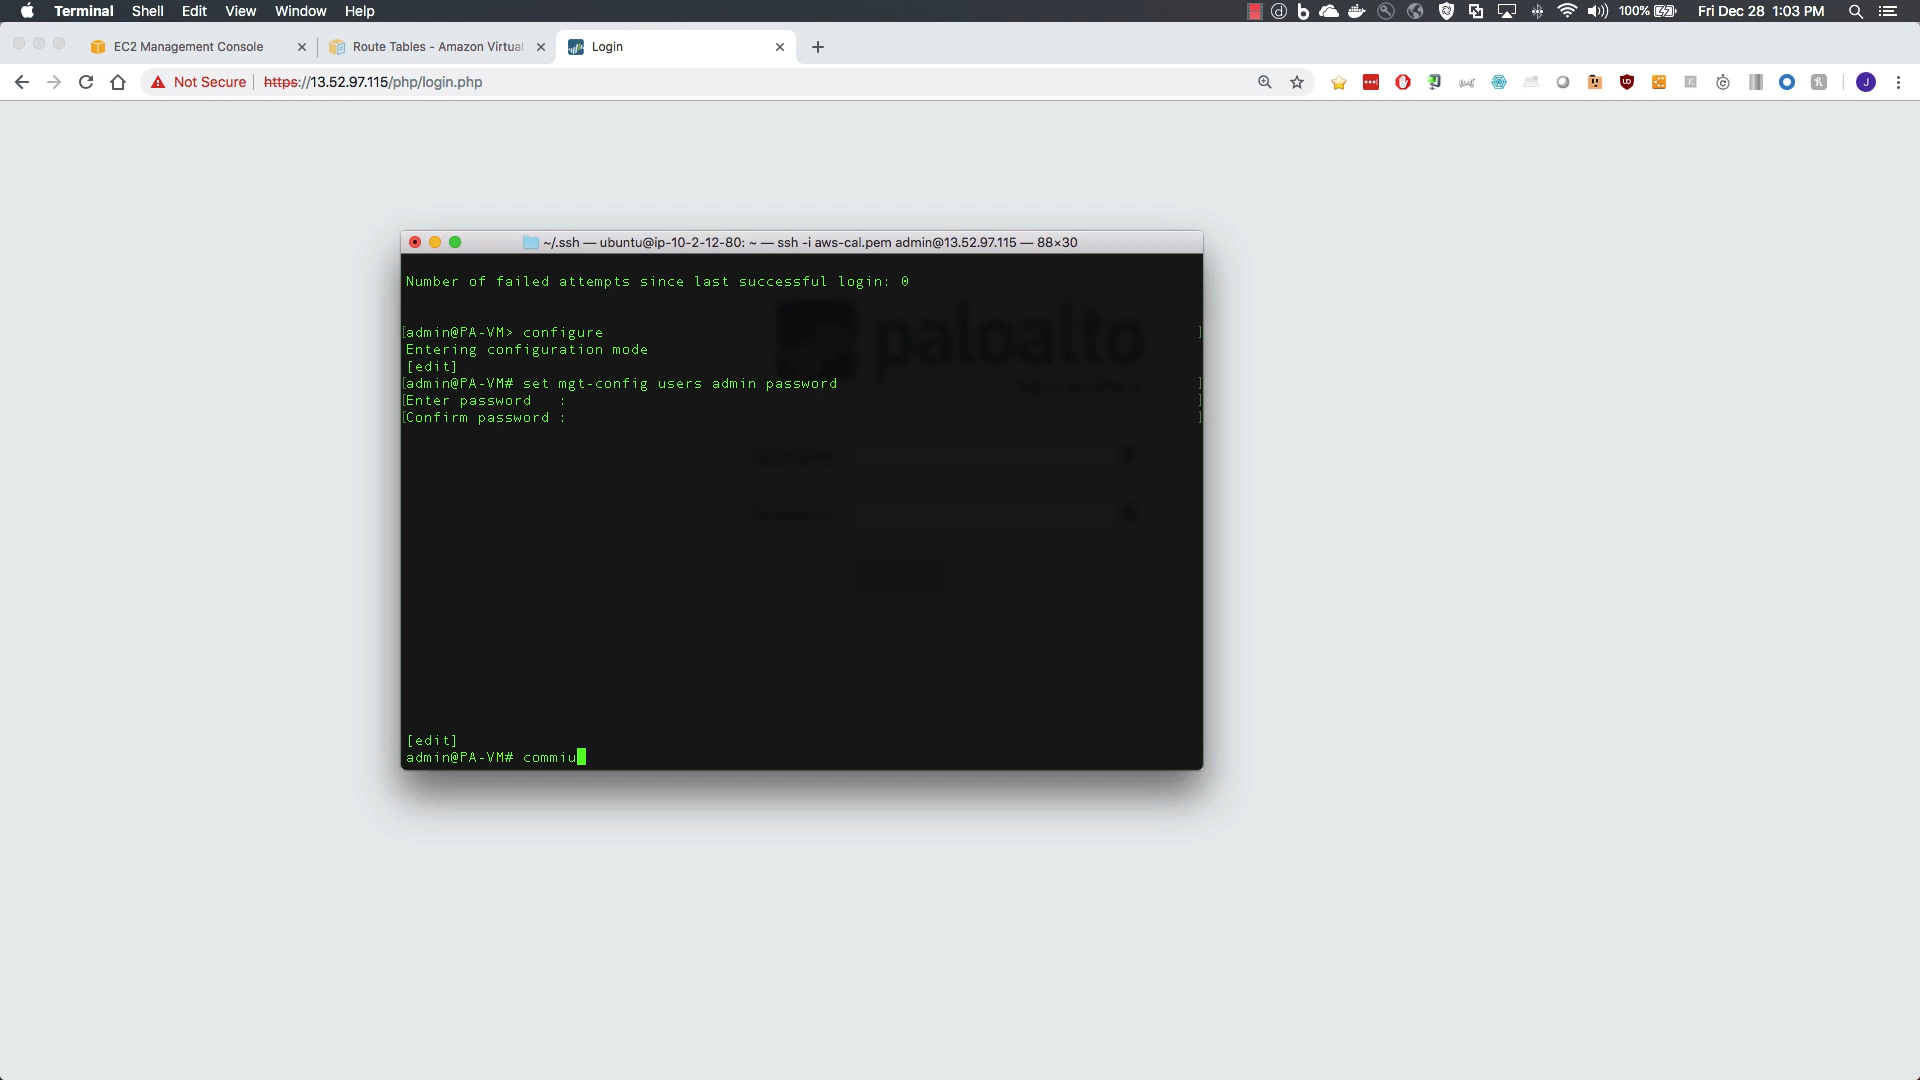 Terminal Shell Edit View Window Help
100% Fri Dec 28 1:03 PM
EC2 Management Console
Route Tables - Amazon Virtual
Login
Not Secure https://13.52.97.115/php/login.php
~/.ssh — ubuntu@ip-10-2-12-80: ~ — ssh -i aws-cal.pem admin@13.52.97.115 — 88×30
Number of failed attempts since last successful login: 0
[admin@PA-VM> configure ]
Entering configuration mode
[edit]
[admin@PA-VM# set mgt-config users admin password ]
[Enter password : ]
[Confirm password : ]
paloalto
[edit]
admin@PA-VM# commiu